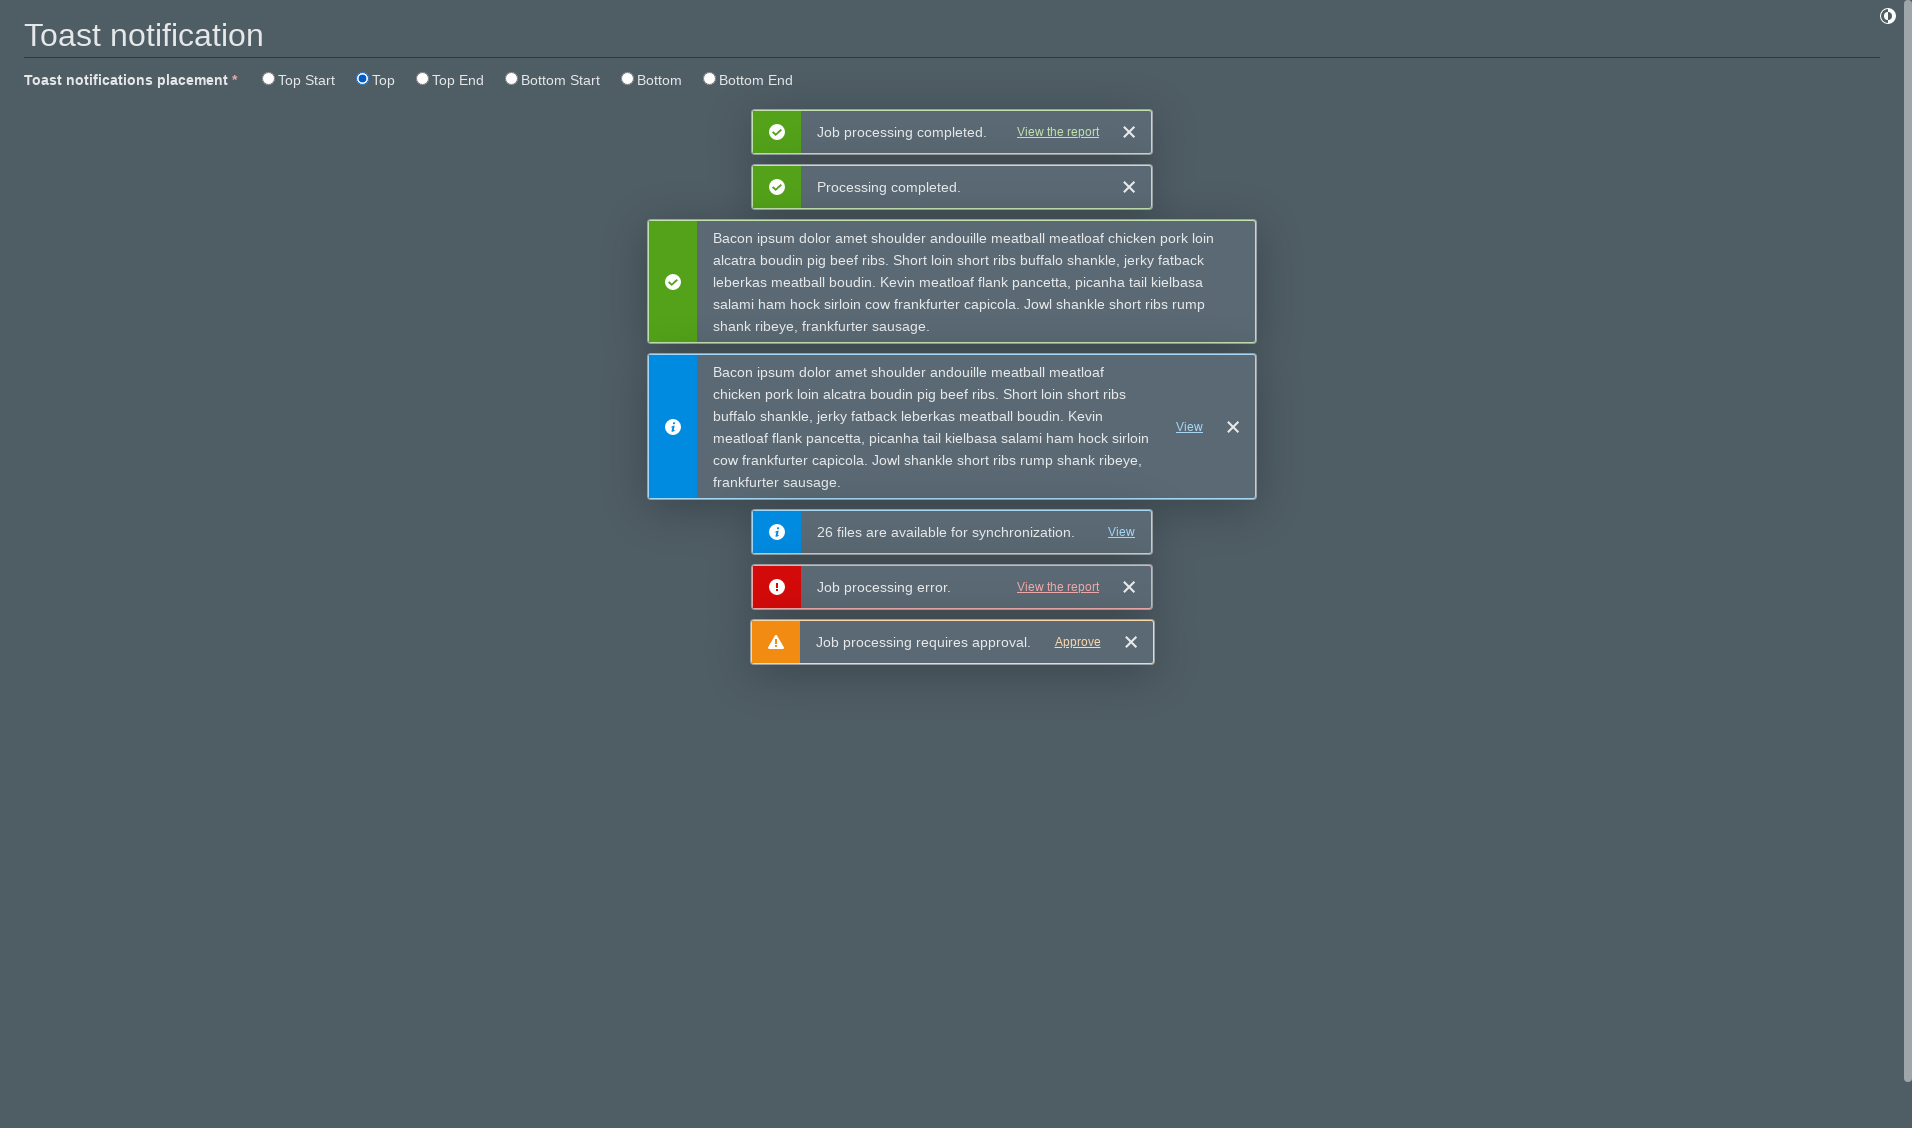 Toast notification
Toast notifications placement * Top Start Top Top End Bottom Start Bottom Bottom End
Job processing completed. View the report
Processing completed.
Bacon ipsum dolor amet shoulder andouille meatball meatloaf chicken pork loin
alcatra boudin pig beef ribs. Short loin short ribs buffalo shankle, jerky fatback
leberkas meatball boudin. Kevin meatloaf flank pancetta, picanha tail kielbasa
salami ham hock sirloin cow frankfurter capicola. Jowl shankle short ribs rump
shank ribeye, frankfurter sausage.
Bacon ipsum dolor amet shoulder andouille meatball meatloaf
chicken pork loin alcatra boudin pig beef ribs. Short loin short ribs
buffalo shankle, jerky fatback leberkas meatball boudin. Kevin
meatloaf flank pancetta, picanha tail kielbasa salami ham hock sirloin
cow frankfurter capicola. Jowl shankle short ribs rump shank ribeye,
frankfurter sausage.
View
26 files are available for synchronization. View
Job processing error. View the report
Job processing requires approval. Approve